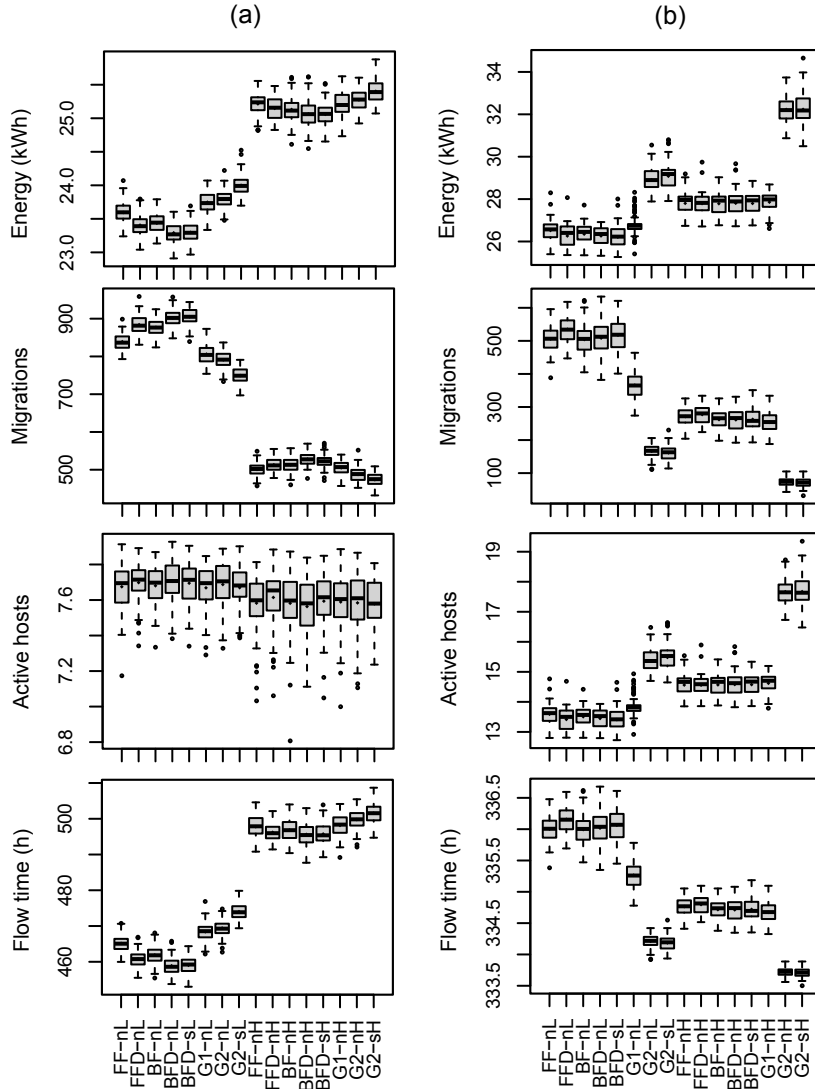 (a)
(b)
Energy (kWh)
23.0
24.0
25.0
Energy (kWh)
26
28
30
32
34
Migrations
500
700
900
Migrations
100
300
500
Active hosts
6.8
7.2
7.6
Active hosts
13
15
17
19
Flow time (h)
460
480
500
Flow time (h)
333.5
334.5
335.5
336.5
FF−nL
FFD−nL
BF−nL
BFD−nL
BFD−sL
G1−nL
G2−nL
G2−sL
FF−nH
FFD−nH
BF−nH
BFD−nH
BFD−sH
G1−nH
G2−nH
G2−sH
FF−nL
FFD−nL
BF−nL
BFD−nL
BFD−sL
G1−nL
G2−nL
G2−sL
FF−nH
FFD−nH
BF−nH
BFD−nH
BFD−sH
G1−nH
G2−nH
G2−sH